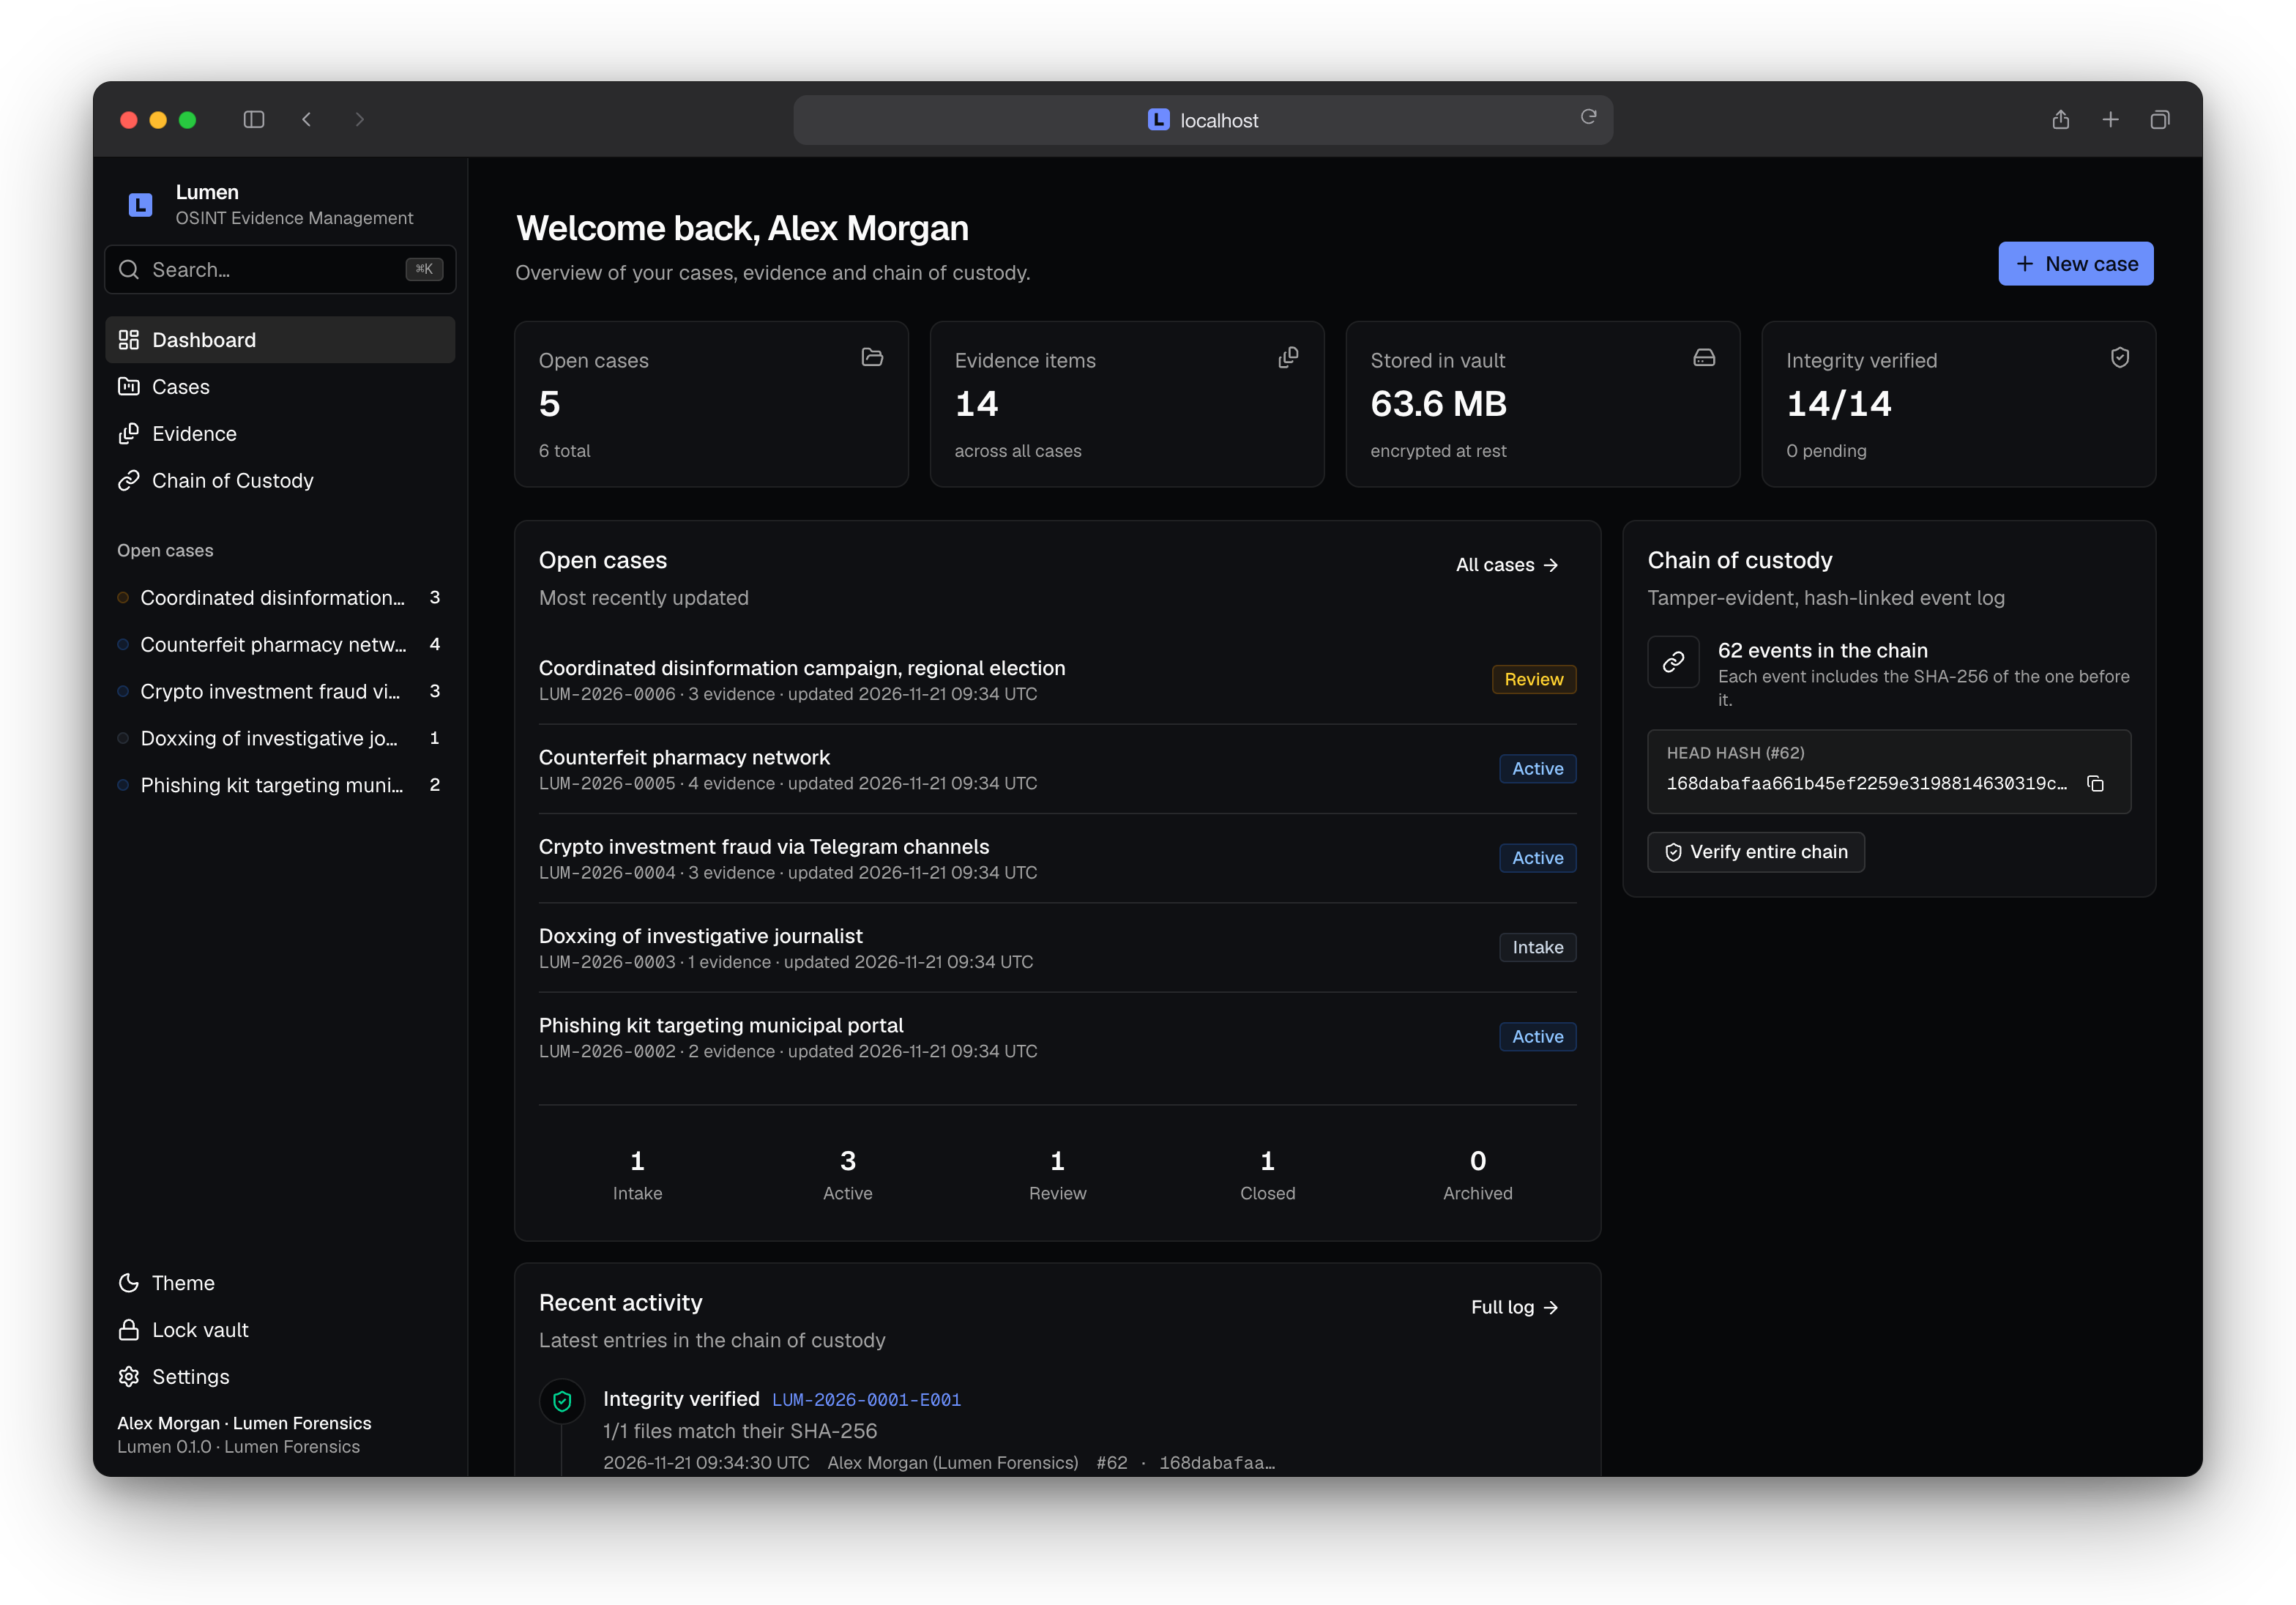 localhost
Lumen
OSINT Evidence Management
Search...
⌘K
Dashboard
Cases
Evidence
Chain of Custody
Open cases
Coordinated disinformation... 3
Counterfeit pharmacy netw... 4
Crypto investment fraud vi... 3
Doxxing of investigative jo... 1
Phishing kit targeting muni... 2
Theme
Lock vault
Settings
Alex Morgan · Lumen Forensics
Lumen 0.1.0 · Lumen Forensics
Welcome back, Alex Morgan
Overview of your cases, evidence and chain of custody.
New case
Open cases
5
6 total
Evidence items
14
across all cases
Stored in vault
63.6 MB
encrypted at rest
Integrity verified
14/14
0 pending
Open cases
All cases →
Most recently updated
Coordinated disinformation campaign, regional election
LUM-2026-0006 · 3 evidence · updated 2026-11-21 09:34 UTC
Review
Counterfeit pharmacy network
LUM-2026-0005 · 4 evidence · updated 2026-11-21 09:34 UTC
Active
Crypto investment fraud via Telegram channels
LUM-2026-0004 · 3 evidence · updated 2026-11-21 09:34 UTC
Active
Doxxing of investigative journalist
LUM-2026-0003 · 1 evidence · updated 2026-11-21 09:34 UTC
Intake
Phishing kit targeting municipal portal
LUM-2026-0002 · 2 evidence · updated 2026-11-21 09:34 UTC
Active
1
Intake
3
Active
1
Review
1
Closed
0
Archived
Chain of custody
Tamper-evident, hash-linked event log
62 events in the chain
Each event includes the SHA-256 of the one before
it.
HEAD HASH (#62)
168dabafaa661b45ef2259e3198814630319c...
Verify entire chain
Recent activity
Full log →
Latest entries in the chain of custody
Integrity verified LUM-2026-0001-E001
1/1 files match their SHA-256
2026-11-21 09:34:30 UTC Alex Morgan (Lumen Forensics) #62 · 168dabafaa...